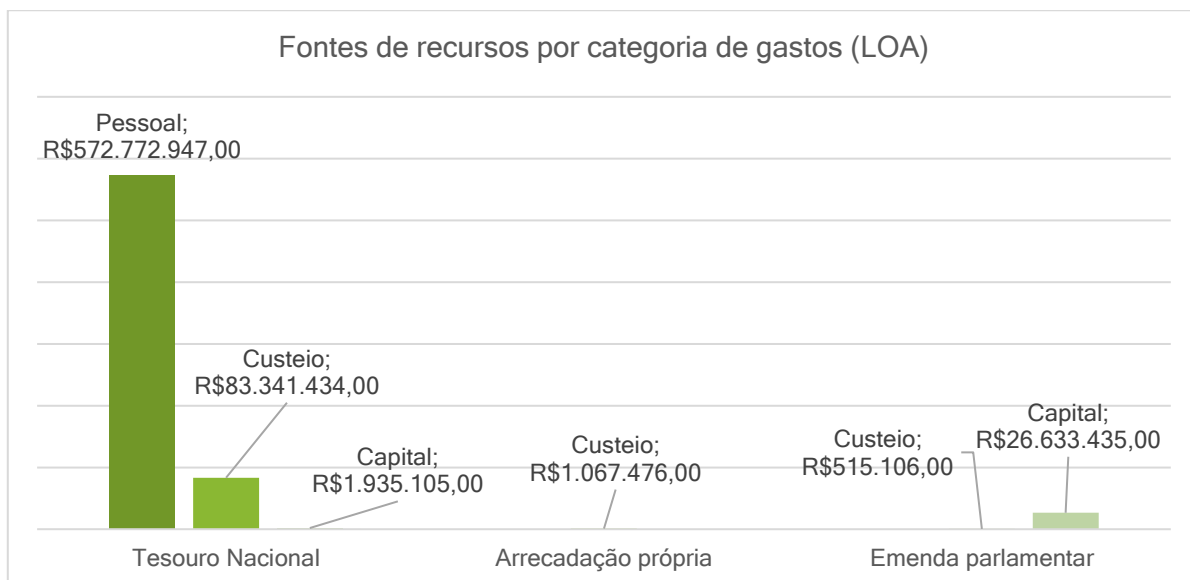 Fontes de recursos por categoria de gastos (LOA)
Pessoal;
R$572.772.947,00
Custeio;
R$83.341.434,00
Capital;
R$1.935.105,00
Custeio;
R$1.067.476,00
Custeio;
R$515.106,00
Capital;
R$26.633.435,00
Tesouro Nacional
Arrecadação própria
Emenda parlamentar